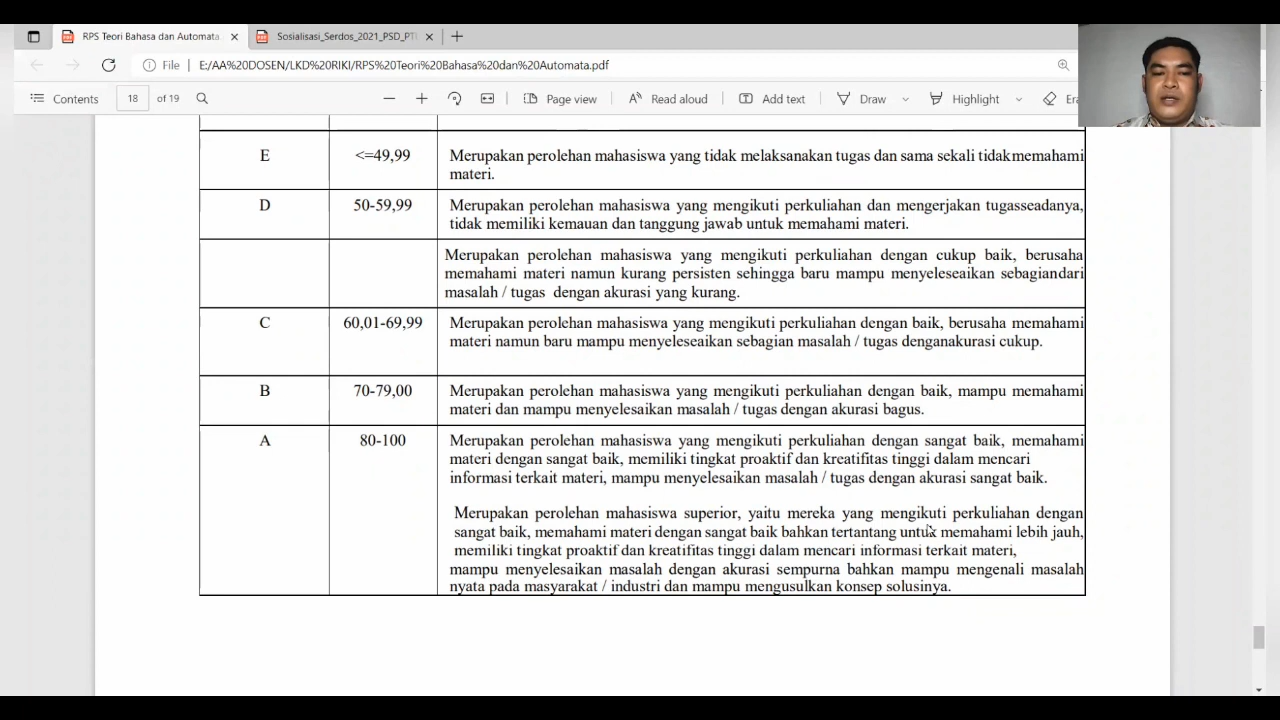 RPS Teori Bahasa dan Automata
Sosialisasi_Serdos_2021_PSD_PT
File
E:/AA%20DOSEN/LKD%20RIKI/RPS%20Teori%20Bahasa%20dan%20Automata.pdf
Contents
18 of 19
Page view
Read aloud
Add text
Draw
Highlight
Era
E
<=49,99
Merupakan perolehan mahasiswa yang tidak melaksanakan tugas dan sama sekali tidakmemahami
materi.
D
50-59,99
Merupakan perolehan mahasiswa yang mengikuti perkuliahan dan mengerjakan tugasseadanya,
tidak memiliki kemauan dan tanggung jawab untuk memahami materi.
Merupakan perolehan mahasiswa yang mengikuti perkuliahan dengan cukup baik, berusaha
memahami materi namun kurang persisten sehingga baru mampu menyeleseaikan sebagiandari
masalah / tugas dengan akurasi yang kurang.
C
60,01-69,99
Merupakan perolehan mahasiswa yang mengikuti perkuliahan dengan baik, berusaha memahami
materi namun baru mampu menyeleseaikan sebagian masalah / tugas denganakurasi cukup.
B
70-79,00
Merupakan perolehan mahasiswa yang mengikuti perkuliahan dengan baik, mampu memahami
materi dan mampu menyelesaikan masalah / tugas dengan akurasi bagus.
A
80-100
Merupakan perolehan mahasiswa yang mengikuti perkuliahan dengan sangat baik, memahami
materi dengan sangat baik, memiliki tingkat proaktif dan kreatifitas tinggi dalam mencari
informasi terkait materi, mampu menyelesaikan masalah / tugas dengan akurasi sangat baik.
Merupakan perolehan mahasiswa superior, yaitu mereka yang mengikuti perkuliahan dengan
sangat baik, memahami materi dengan sangat baik bahkan tertantang untuk memahami lebih jauh,
memiliki tingkat proaktif dan kreatifitas tinggi dalam mencari informasi terkait materi,
mampu menyelesaikan masalah dengan akurasi sempurna bahkan mampu mengenali masalah
nyata pada masyarakat / industri dan mampu mengusulkan konsep solusinya.